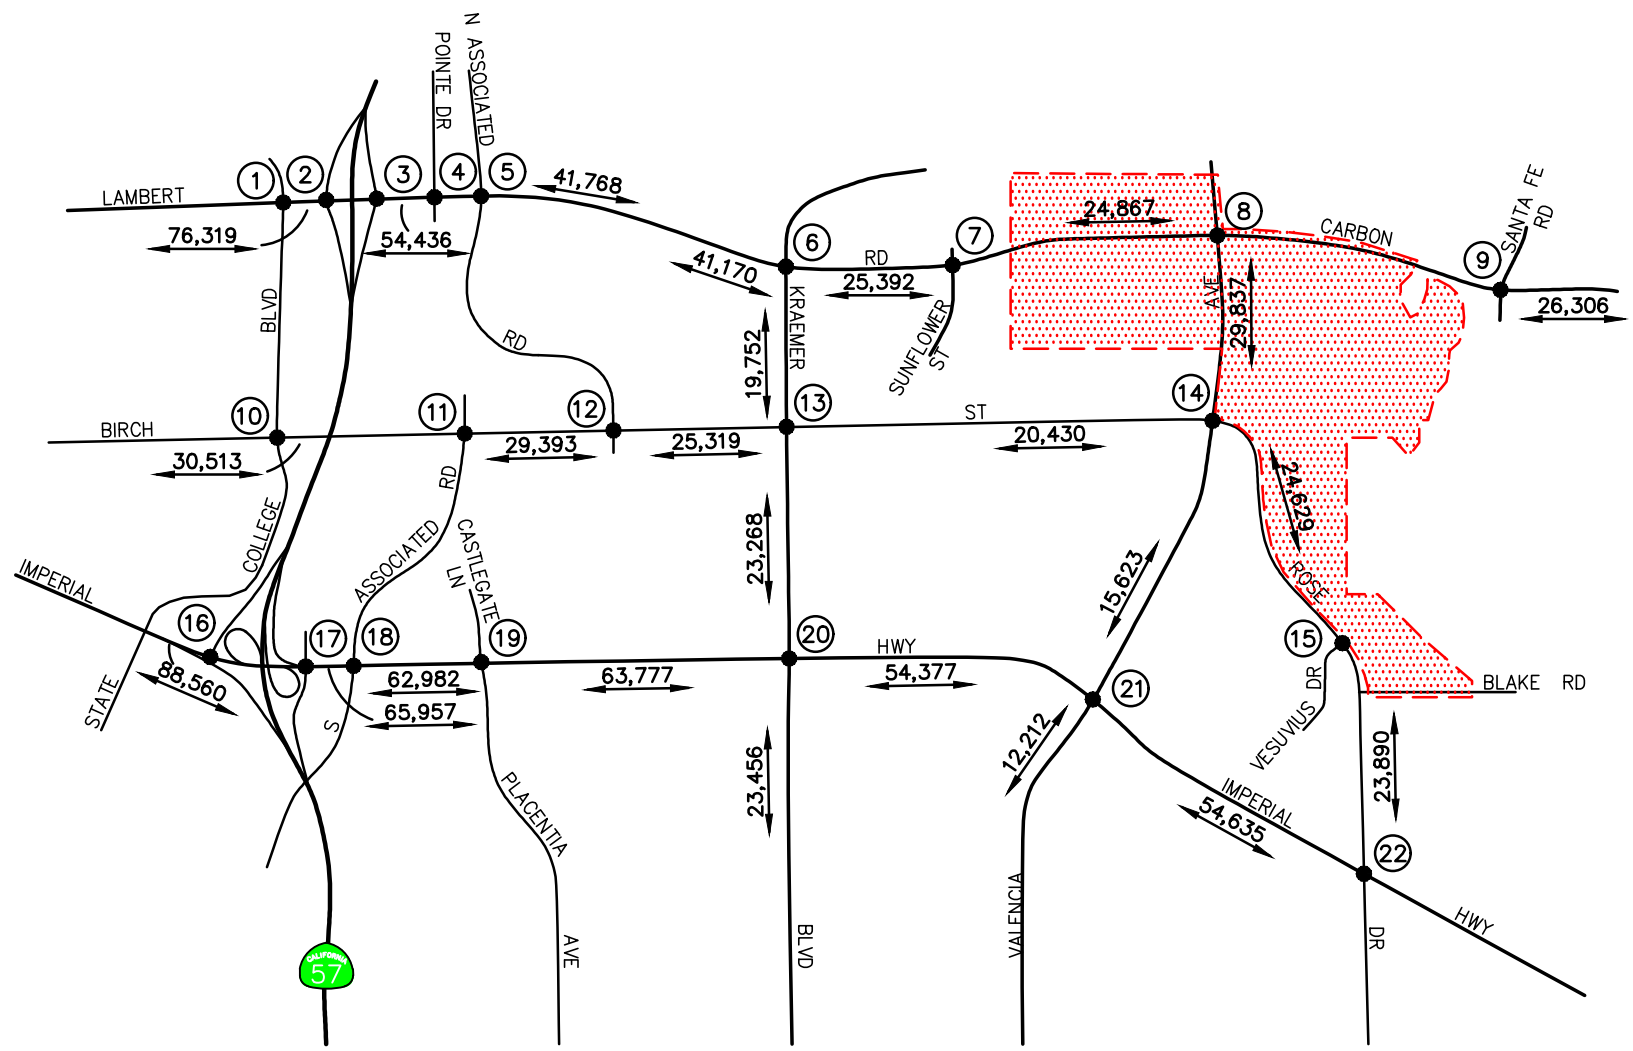 N ASSOCIATED
POINTE DR
LAMBERT
1
2
3
4
5
41,768
76,319
54,436
41,170
6
RD
25,392
7
24,867
8
CARBON
SANTA FE
RD
9
26,306
BLVD
KRAEMER
19,752
SUNFLOWER
ST
AVE
29,837
RD
BIRCH
10
11
12
13
ST
14
30,513
29,393
25,319
20,430
24,629
COLLEGE
RD
ASSOCIATED
CASTLEGATE
LN
23,268
15,623
ROSE
IMPERIAL
16
17
18
19
20
HWY
15
STATE
88,560
62,982
65,957
63,777
54,377
21
VESUVIUS DR
BLAKE RD
S
12,212
23,456
PLACENTIA
23,890
IMPERIAL
54,635
22
VALENCIA
HWY
AVE
BLVD
DR
CALIFORNIA
57